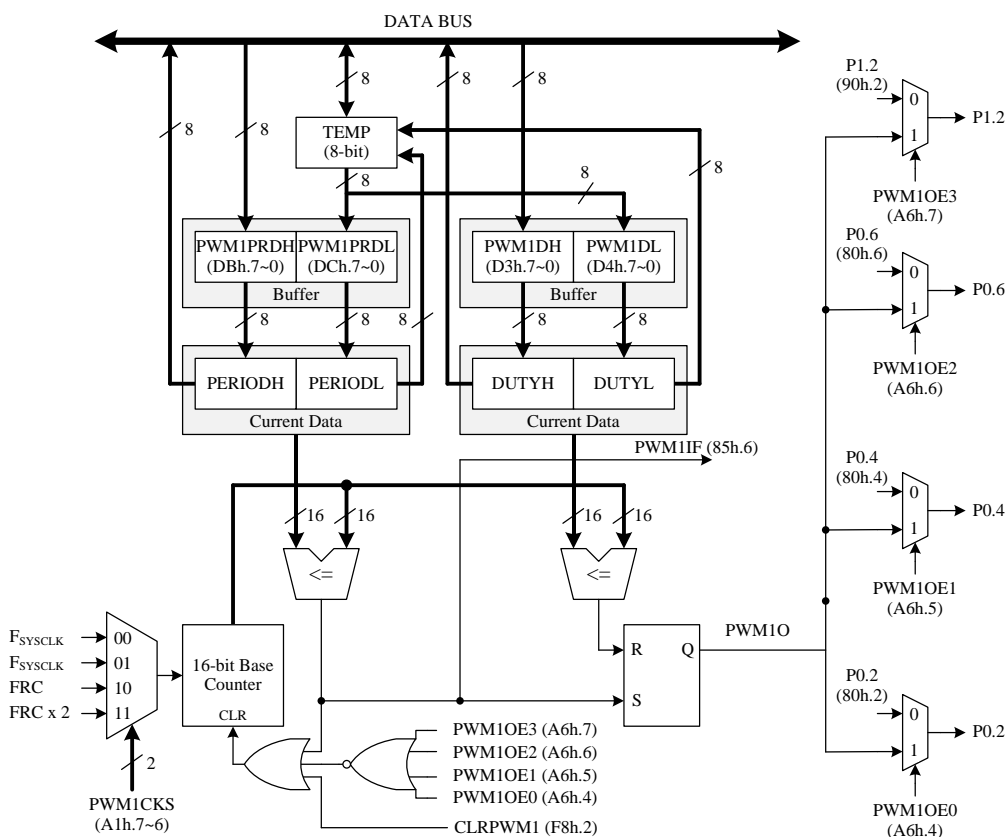 DATA BUS
8
8
8
8
8
8
8
TEMP
(8-bit)
8
8
8
PWM1PRDH
(DBh.7~0)
PWM1PRDL
(DCh.7~0)
Buffer
PWM1DH
(D3h.7~0)
PWM1DL
(D4h.7~0)
Buffer
8
8
8
8
8
PERIODH
PERIODL
Current Data
DUTYH
DUTYL
Current Data
PWM1IF (85h.6)
16
16
16
16
<=
<=
FSYSCLK
FSYSCLK
FRC
FRC x 2
00
01
10
11
2
PWM1CKS
(A1h.7~6)
16-bit Base
Counter
CLR
R
Q
S
PWM1O
PWM1OE3 (A6h.7)
PWM1OE2 (A6h.6)
PWM1OE1 (A6h.5)
PWM1OE0 (A6h.4)
CLRPWM1 (F8h.2)
P1.2
(90h.2)
0
1
P1.2
PWM1OE3
(A6h.7)
P0.6
(80h.6)
0
1
P0.6
PWM1OE2
(A6h.6)
P0.4
(80h.4)
0
1
P0.4
PWM1OE1
(A6h.5)
P0.2
(80h.2)
0
1
P0.2
PWM1OE0
(A6h.4)